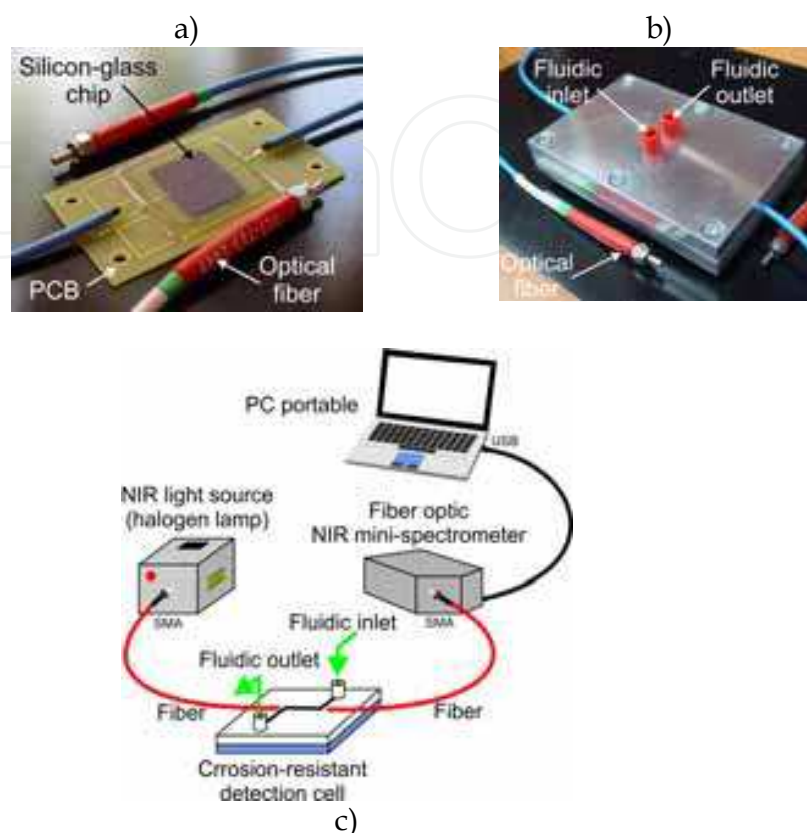 a)
b)
Silicon-glass
chip
PCB
Optical
fiber
Fluidic
inlet
Fluidic
outlet
Optical
fiber
PC portable
USB
NIR light source
(halogen lamp)
Fiber optic
NIR mini-spectrometer
SMA
SMA
Fluidic inlet
Fluidic outlet
Fiber
Fiber
Crrosion-resistant
detection cell
c)